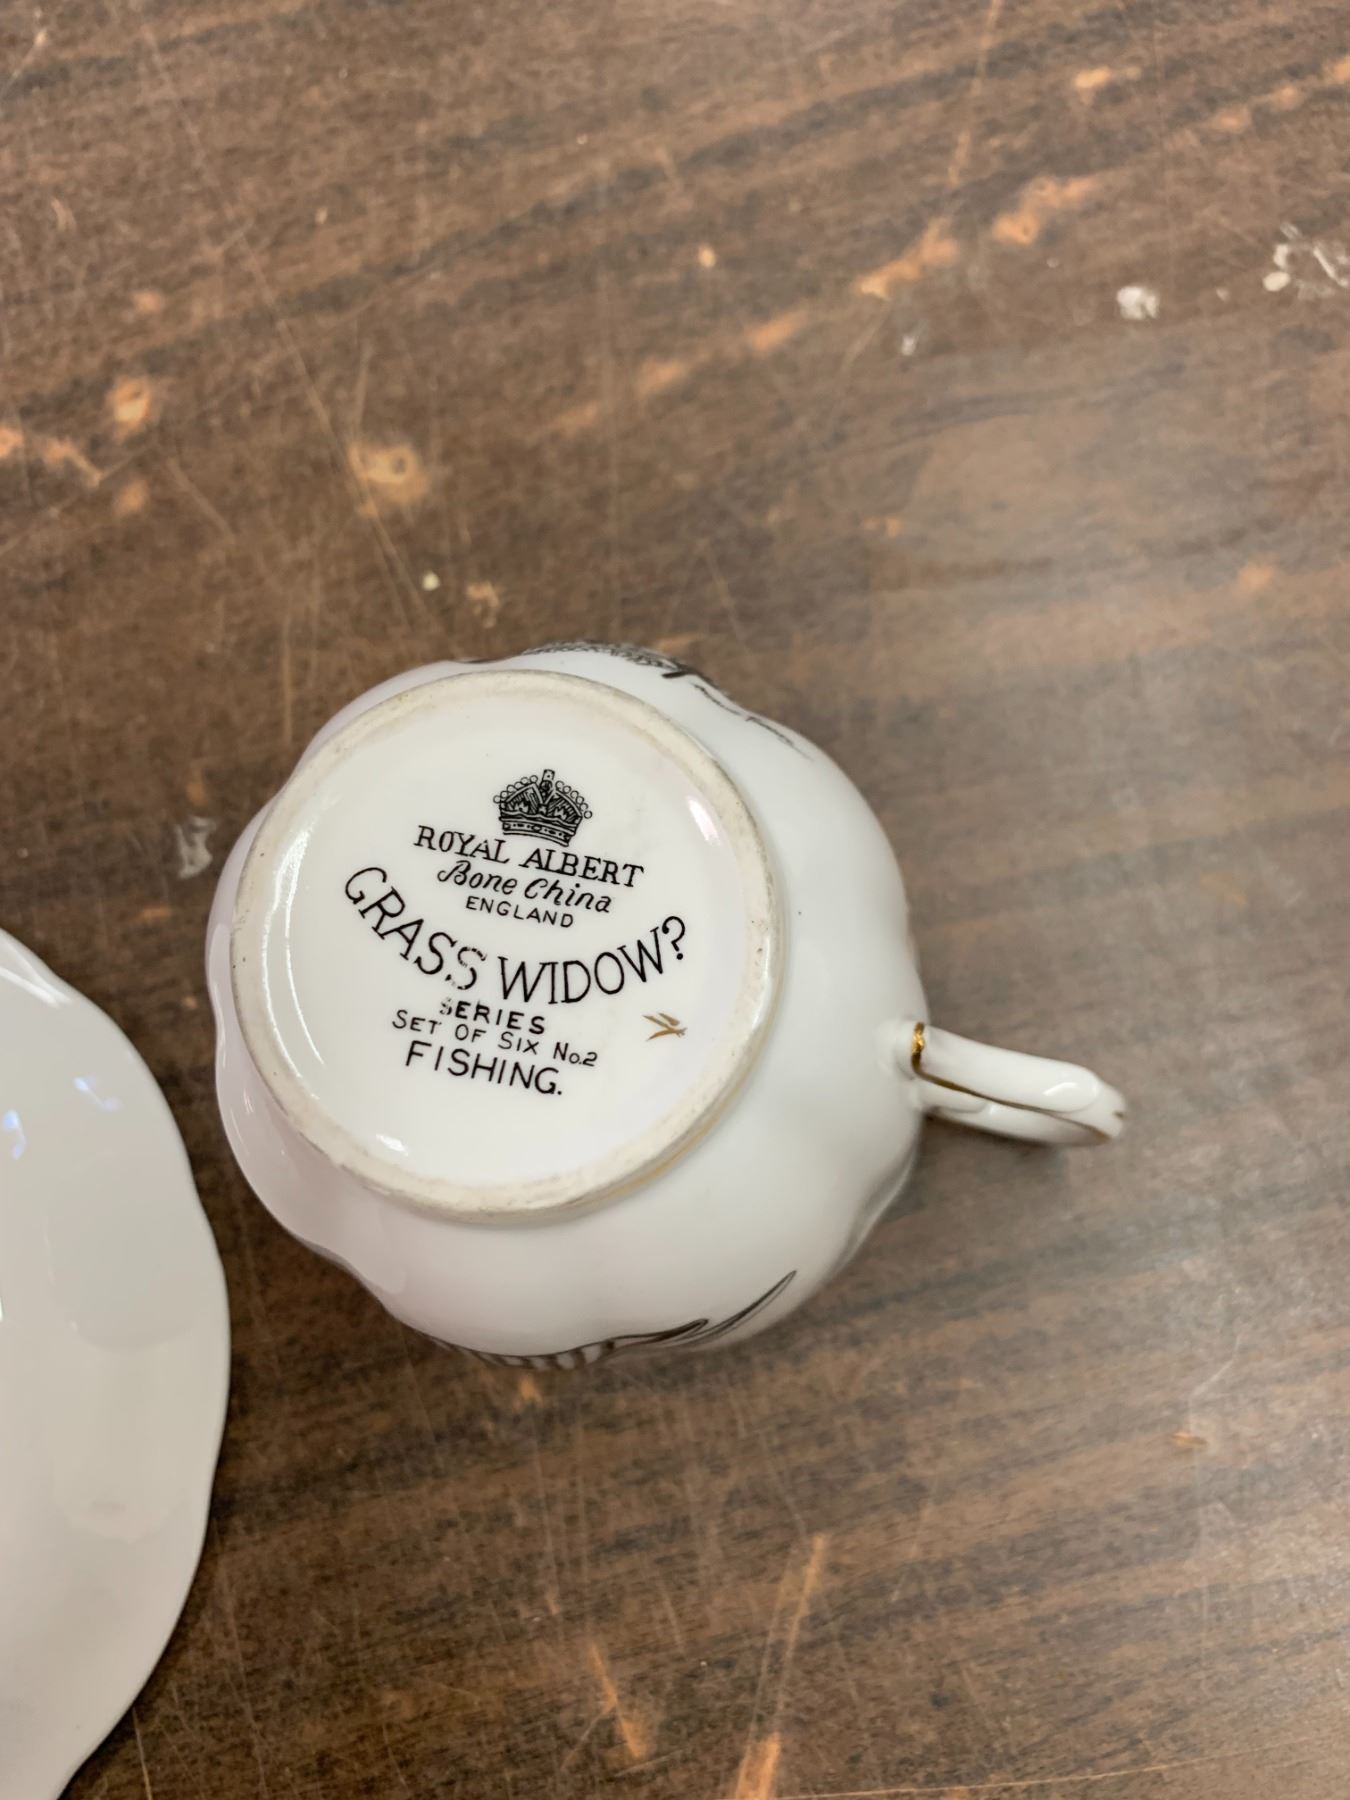 ROYAL ALBERT
Bone China
ENGLAND
GRASS WIDOW?
SERIES
SET OF SIX No.2
FISHING.